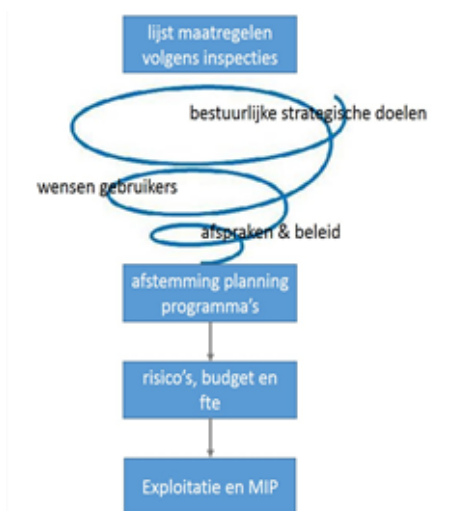 lijst maatregelen
volgens inspecties
bestuurlijke strategische doelen
wensen gebruikers
afspraken & beleid
afstemming planning
programma's
risico's, budget en
fte
Exploitatie en MIP